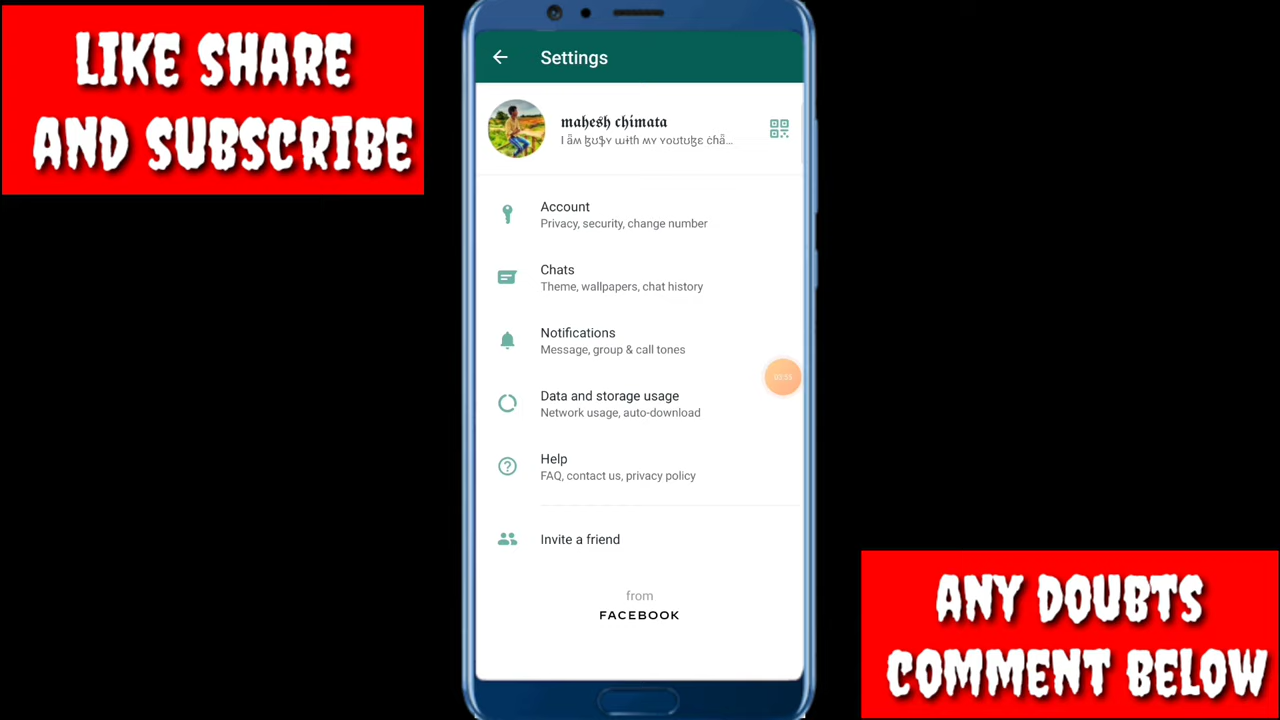 LIKE SHARE
AND SUBSCRIBE
Settings
𝖒𝖆𝖍𝖊𝖘𝖍 𝖈𝖍𝖎𝖒𝖆𝖙𝖆
Account
Privacy, security, change number
Chats
Theme, wallpapers, chat history
Notifications
Message, group & call tones
Data and storage usage
Network usage, auto-download
Help
FAQ, contact us, privacy policy
Invite a friend
from
FACEBOOK
ANY DOUBTS
COMMENT BELOW